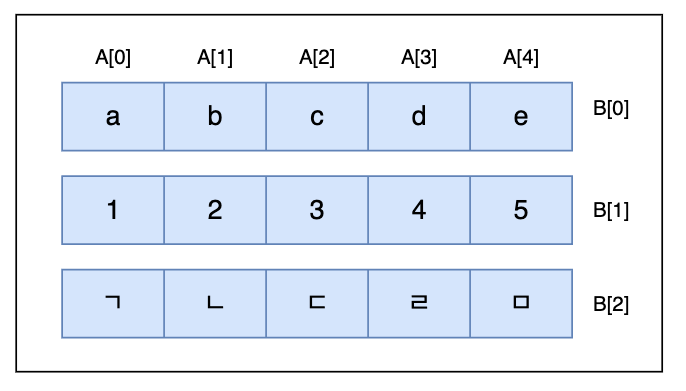 A[0] A[1] A[2] A[3] A[4]
a b c d e B[0]
1 2 3 4 5 B[1]
ㄱ ㄴ ㄷ ㄹ ㅁ B[2]